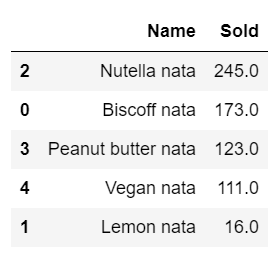 Name Sold
2 Nutella nata 245.0
0 Biscoff nata 173.0
3 Peanut butter nata 123.0
4 Vegan nata 111.0
1 Lemon nata 16.0